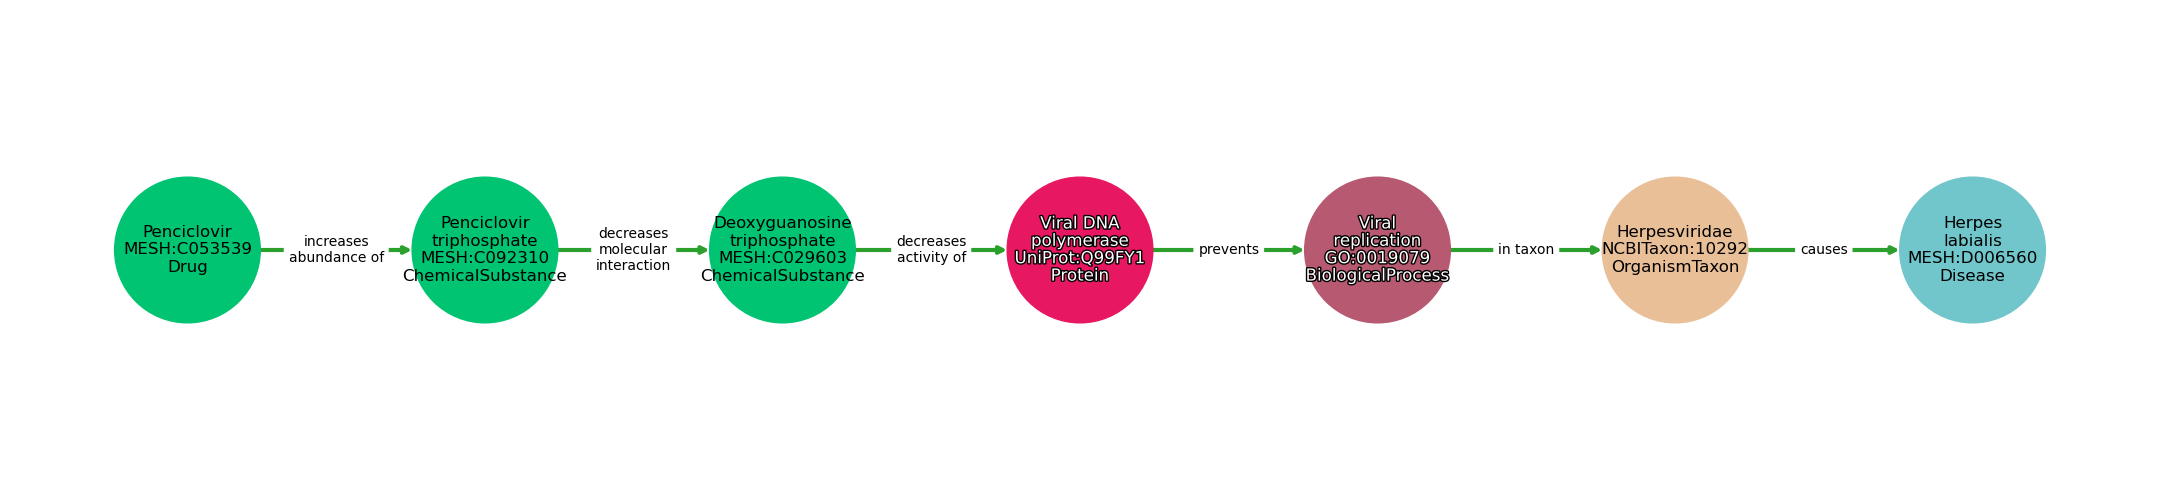 Penciclovir
MESH:C053539
Drug
increases
abundance of
Penciclovir
triphosphate
MESH:C092310
ChemicalSubstance
decreases
molecular
interaction
Deoxyguanosine
triphosphate
MESH:C029603
ChemicalSubstance
decreases
activity of
Viral DNA
polymerase
UniProt:Q99FY1
Protein
prevents
Viral
replication
GO:0019079
BiologicalProcess
in taxon
Herpesviridae
NCBITaxon:10292
OrganismTaxon
causes
Herpes
labialis
MESH:D006560
Disease